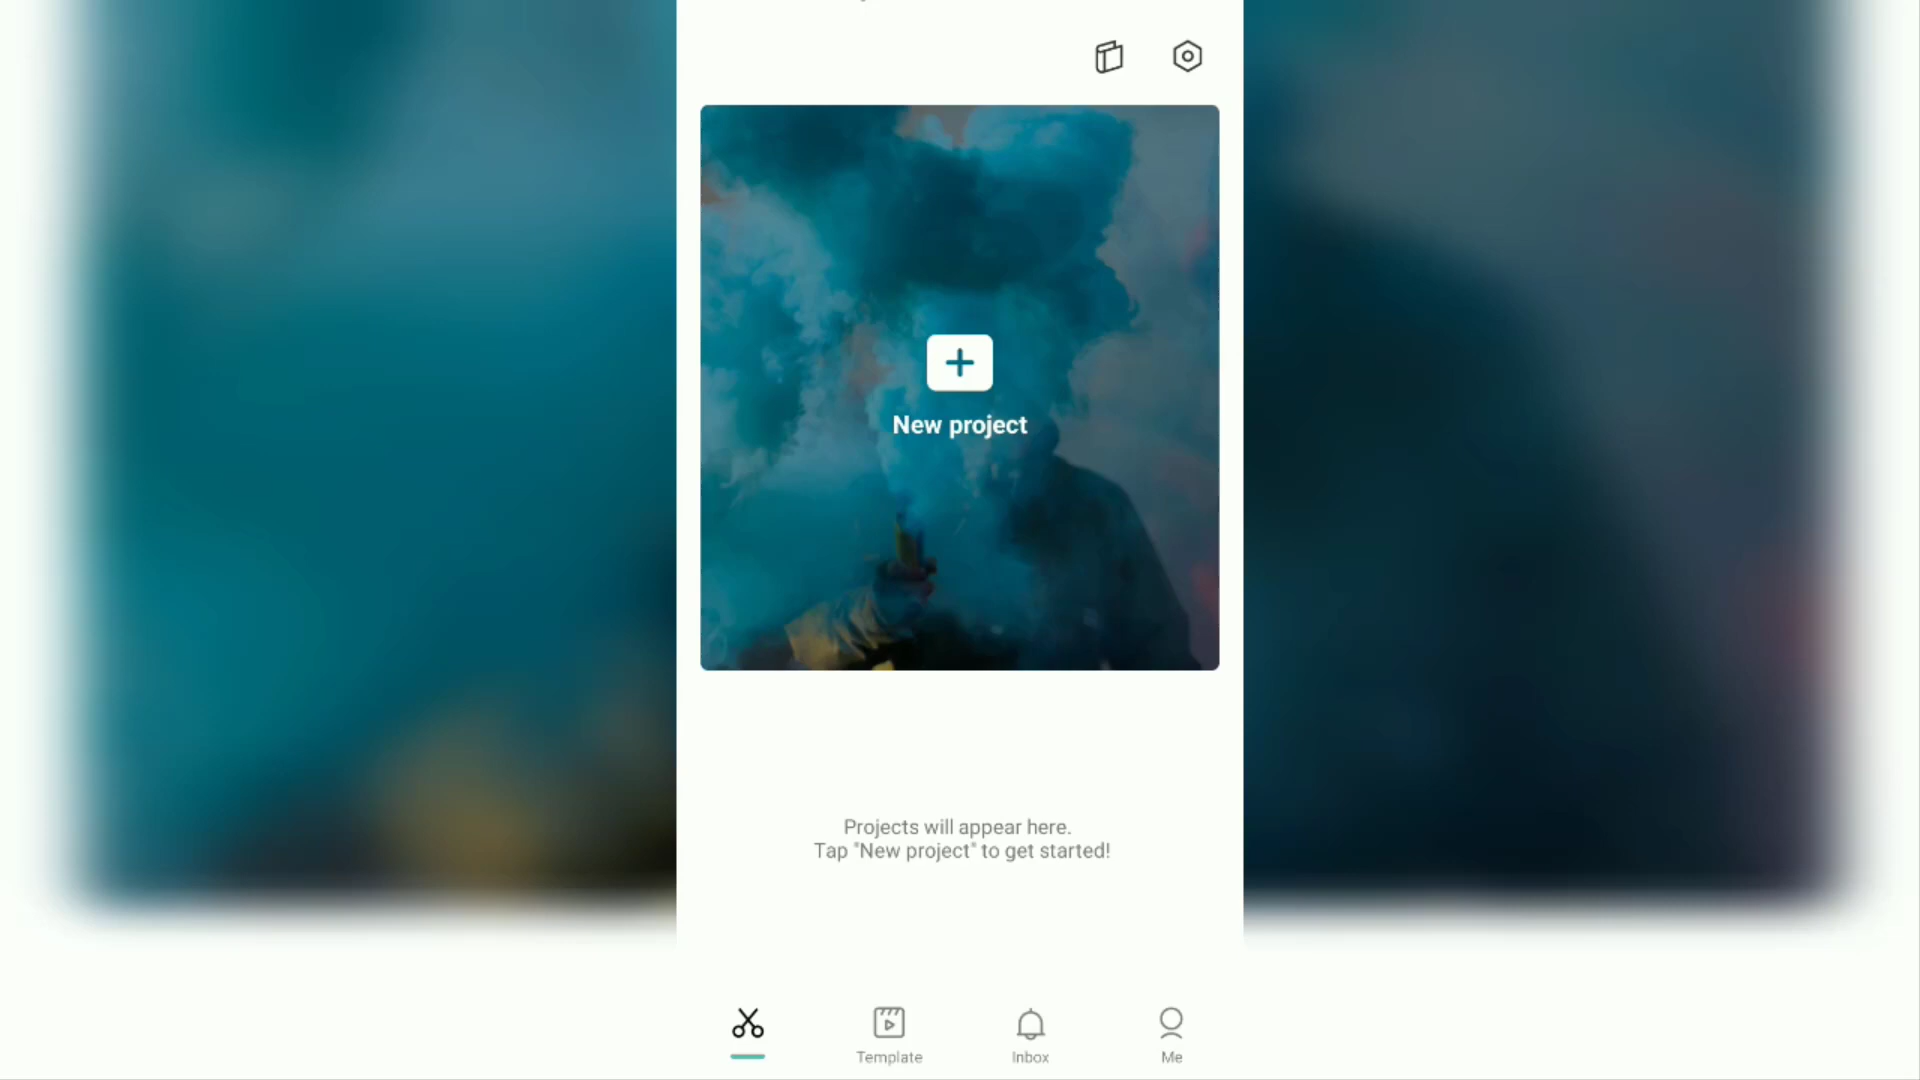 New project
Projects will appear here.
Tap "New project" to get started!
Template
Inbox
Me